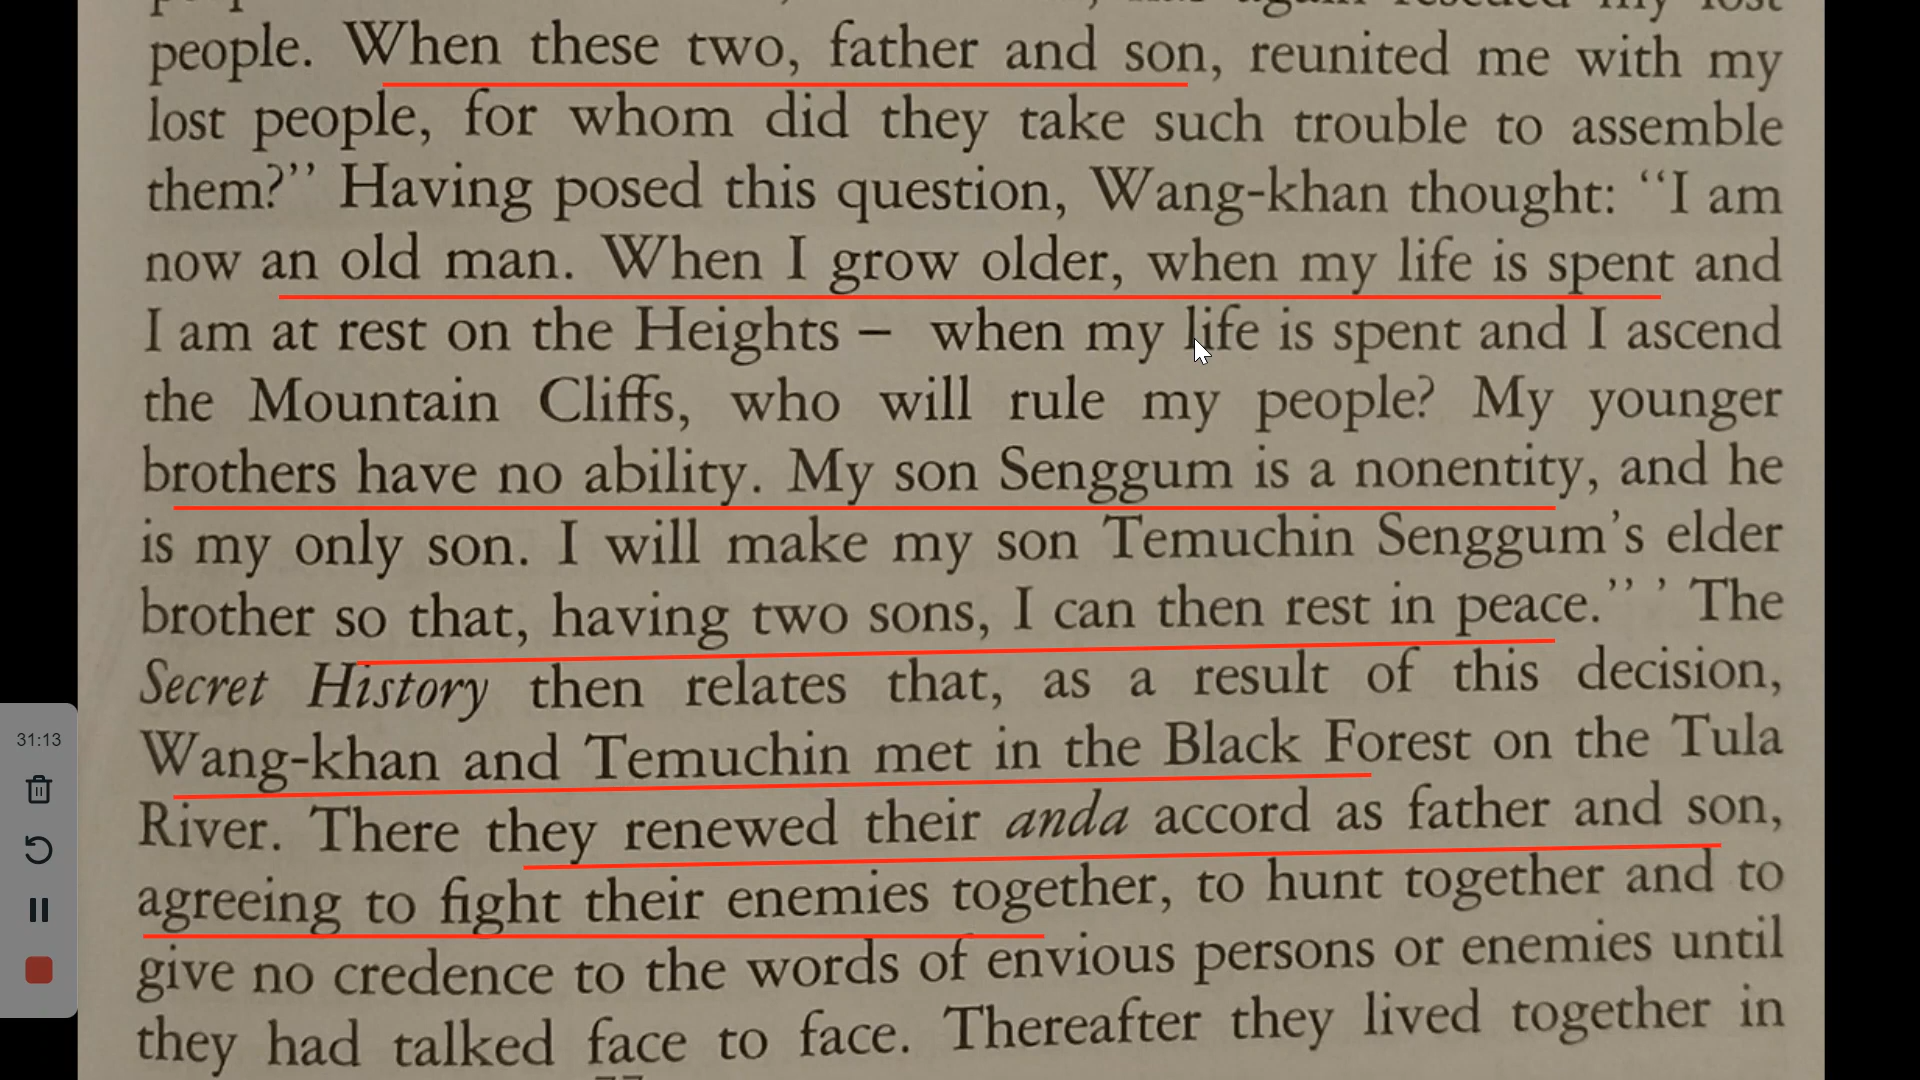 people. When these two, father and son, reunited me with my
lost people, for whom did they take such trouble to assemble
them?’’ Having posed this question, Wang-khan thought: ‘‘I am
now an old man. When I grow older, when my life is spent and
I am at rest on the Heights – when my life is spent and I ascend
the Mountain Cliffs, who will rule my people? My younger
brothers have no ability. My son Senggum is a nonentity, and he
is my only son. I will make my son Temuchin Senggum’s elder
brother so that, having two sons, I can then rest in peace.’’ ’ The
Secret History then relates that, as a result of this decision,
Wang-khan and Temuchin met in the Black Forest on the Tula
River. There they renewed their anda accord as father and son,
agreeing to fight their enemies together, to hunt together and to
give no credence to the words of envious persons or enemies until
they had talked face to face. Thereafter they lived together in
31:13